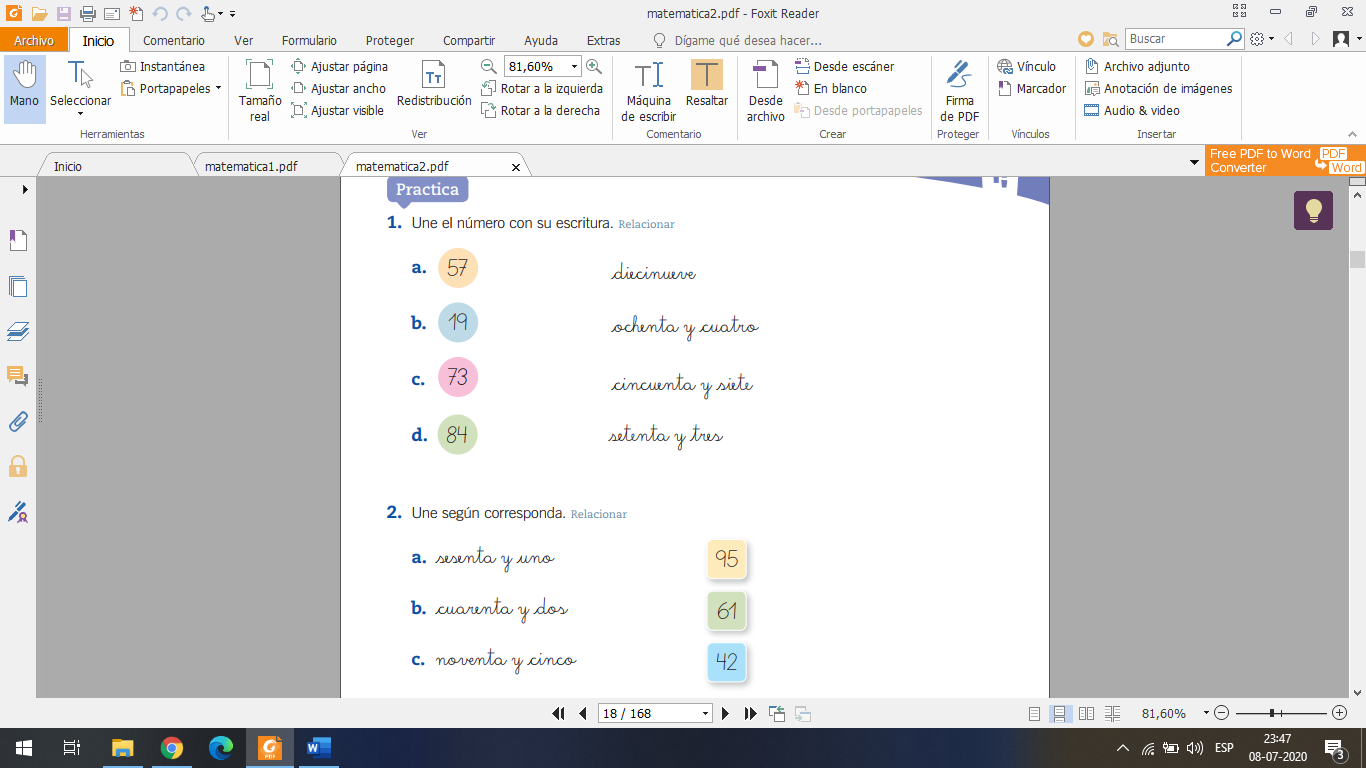 matematica2.pdf - Foxit Reader
Archivo Inicio Comentario Ver Formulario Proteger Compartir Ayuda Extras Dígame qué desea hacer... Buscar
Mano
Seleccionar
Instantánea
Portapapeles
Herramientas
Tamaño real
Ajustar página
Ajustar ancho
Ajustar visible
Redistribución
81,60%
Rotar a la izquierda
Rotar a la derecha
Ver
Máquina de escribir
Resaltar
Comentario
Desde archivo
Desde escáner
En blanco
Desde portapapeles
Crear
Firma de PDF
Proteger
Vínculo
Marcador
Vínculos
Archivo adjunto
Anotación de imágenes
Audio & video
Insertar
Inicio matematica1.pdf matematica2.pdf
Free PDF to Word Converter PDF Word
Practica
1. Une el número con su escritura. Relacionar
a. 57 diecinueve
b. 19 ochenta y cuatro
c. 73 cincuenta y siete
d. 84 setenta y tres
2. Une según corresponda. Relacionar
a. sesenta y uno 95
b. cuarenta y dos 61
c. noventa y cinco 42
18 / 168 81,60%
PDF W ESP 23:47
08-07-2020 3